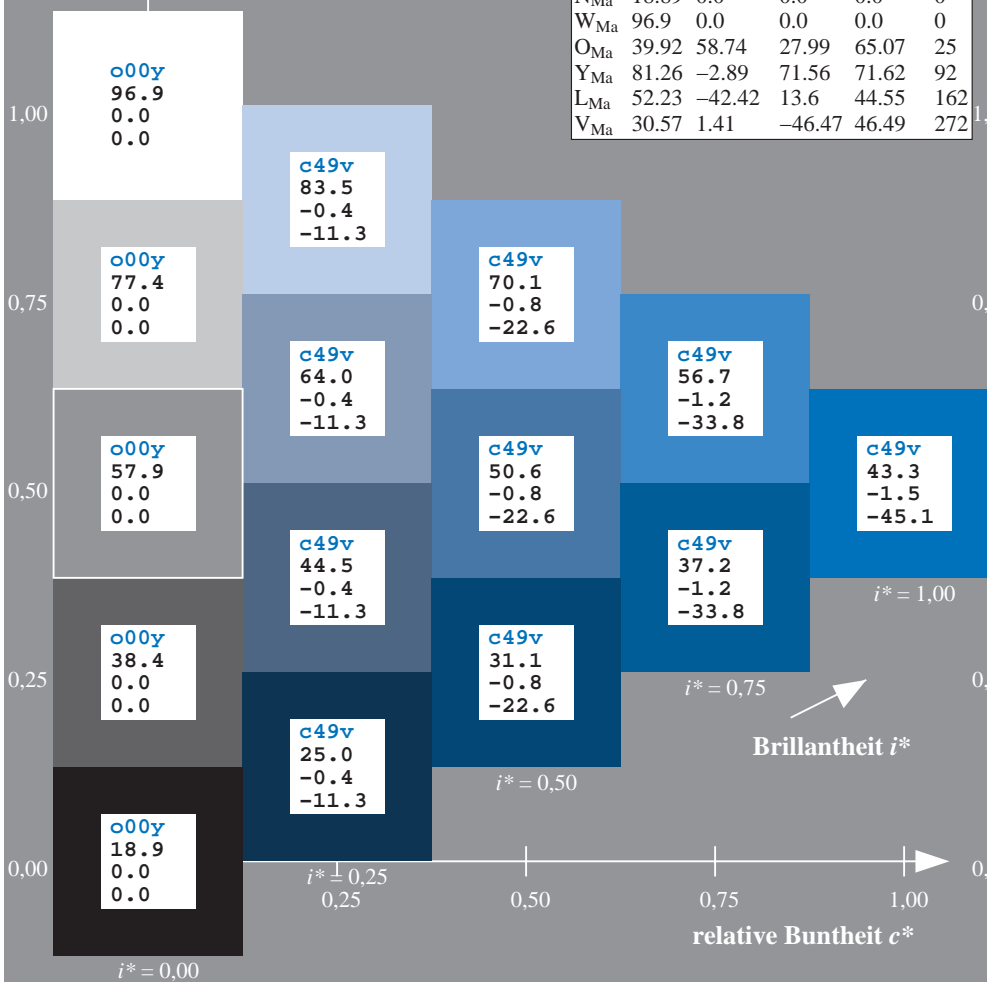 W_Ma 96.9 0.0 0.0 0.0 0
O_Ma 39.92 58.74 27.99 65.07 25
Y_Ma 81.26 −2.89 71.56 71.62 92
L_Ma 52.23 −42.42 13.6 44.55 162
V_Ma 30.57 1.41 −46.47 46.49 272
1,00
0,75
0,50
0,25
0,00
o00y
96.9
0.0
0.0
o00y
77.4
0.0
0.0
o00y
57.9
0.0
0.0
o00y
38.4
0.0
0.0
o00y
18.9
0.0
0.0
i* = 0,00
c49v
83.5
−0.4
−11.3
c49v
64.0
−0.4
−11.3
c49v
44.5
−0.4
−11.3
c49v
25.0
−0.4
−11.3
i* = 0,25
c49v
70.1
−0.8
−22.6
c49v
50.6
−0.8
−22.6
c49v
31.1
−0.8
−22.6
i* = 0,50
c49v
56.7
−1.2
−33.8
c49v
37.2
−1.2
−33.8
i* = 0,75
c49v
43.3
−1.5
−45.1
i* = 1,00
Brillantheit i*
0,25 0,50 0,75 1,00
relative Buntheit c*